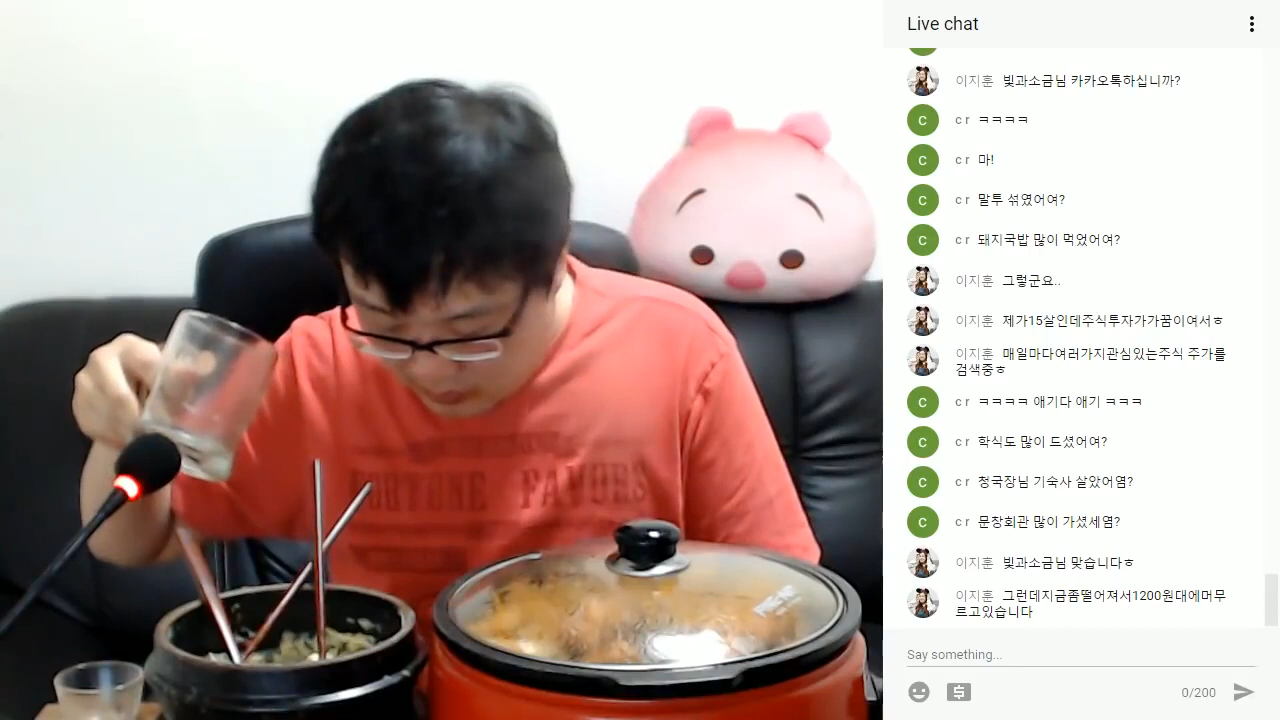 Live chat
이지훈 빛과소금님 카카오톡하십니까?
c r ㅋㅋㅋㅋ
c r 마!
c r 말투 섞였어여?
c r 돼지국밥 많이 먹었어여?
이지훈 그렇군요..
이지훈 제가15살인데주식투자가가꿈이여서ㅎ
이지훈 매일마다여러가지관심있는주식 주가를
검색중ㅎ
c r ㅋㅋㅋㅋ 애기다 애기 ㅋㅋㅋ
c r 학식도 많이 드셨어여?
c r 청국장님 기숙사 살았어염?
c r 문창회관 많이 가셨세염?
이지훈 빛과소금님 맞습니다ㅎ
이지훈 그런데지금좀떨어져서1200원대에머무
르고있습니다
Say something...
0/200
FORTUNE FAVORS